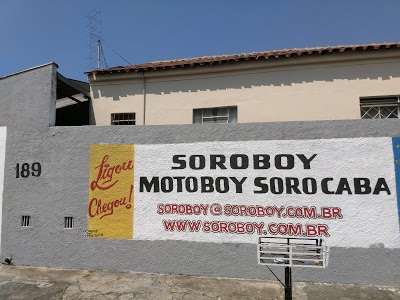 189
Ligou
Chegou!
SOROBOY
MOTOBOY SOROCABA
SOROBOY@SOROBOY.COM.BR
WWW.SOROBOY.COM.BR